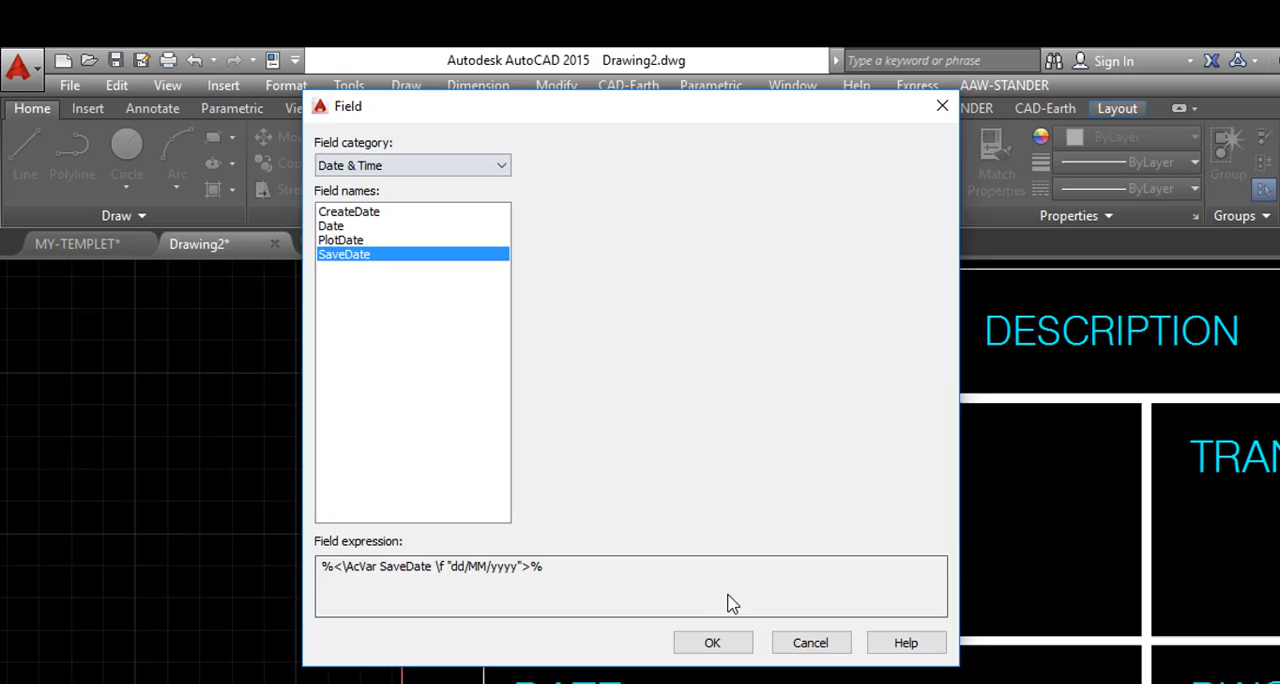 Autodesk AutoCAD 2015 Drawing2.dwg
Type a keyword or phrase
Sign In
File Edit View Insert Format Tools Draw Dimension Modify CAD-Earth Parametric Window Help Express AAW-STANDER
Home Insert Annotate Parametric
NDER CAD-Earth Layout
Field
Field category:
Date & Time
Field names:
CreateDate
Date
PlotDate
SaveDate
Field expression:
%<\AcVar SaveDate \f "dd/MM/yyyy">%
OK Cancel Help
Line Polyline Circle Arc
Draw
Match Properties
ByLayer
ByLayer
ByLayer
Group
Properties
Groups
MY-TEMPLET* Drawing2*
DESCRIPTION